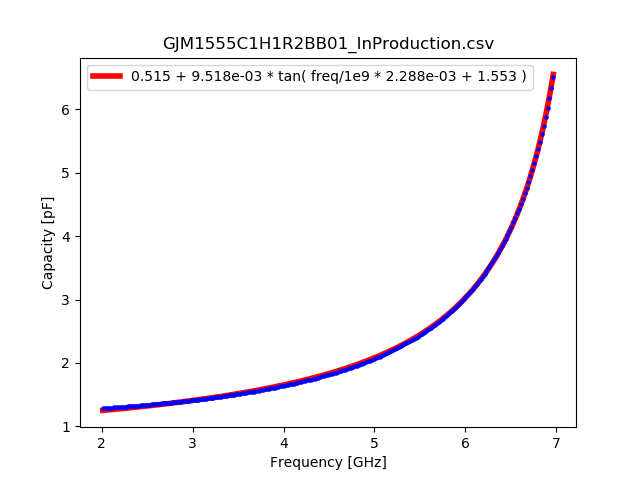 GJM1555C1H1R2BB01_InProduction.csv
0.515 + 9.518e-03 * tan( freq/1e9 * 2.288e-03 + 1.553 )
6
5
4
3
2
1
Capacity [pF]
2 3 4 5 6 7
Frequency [GHz]